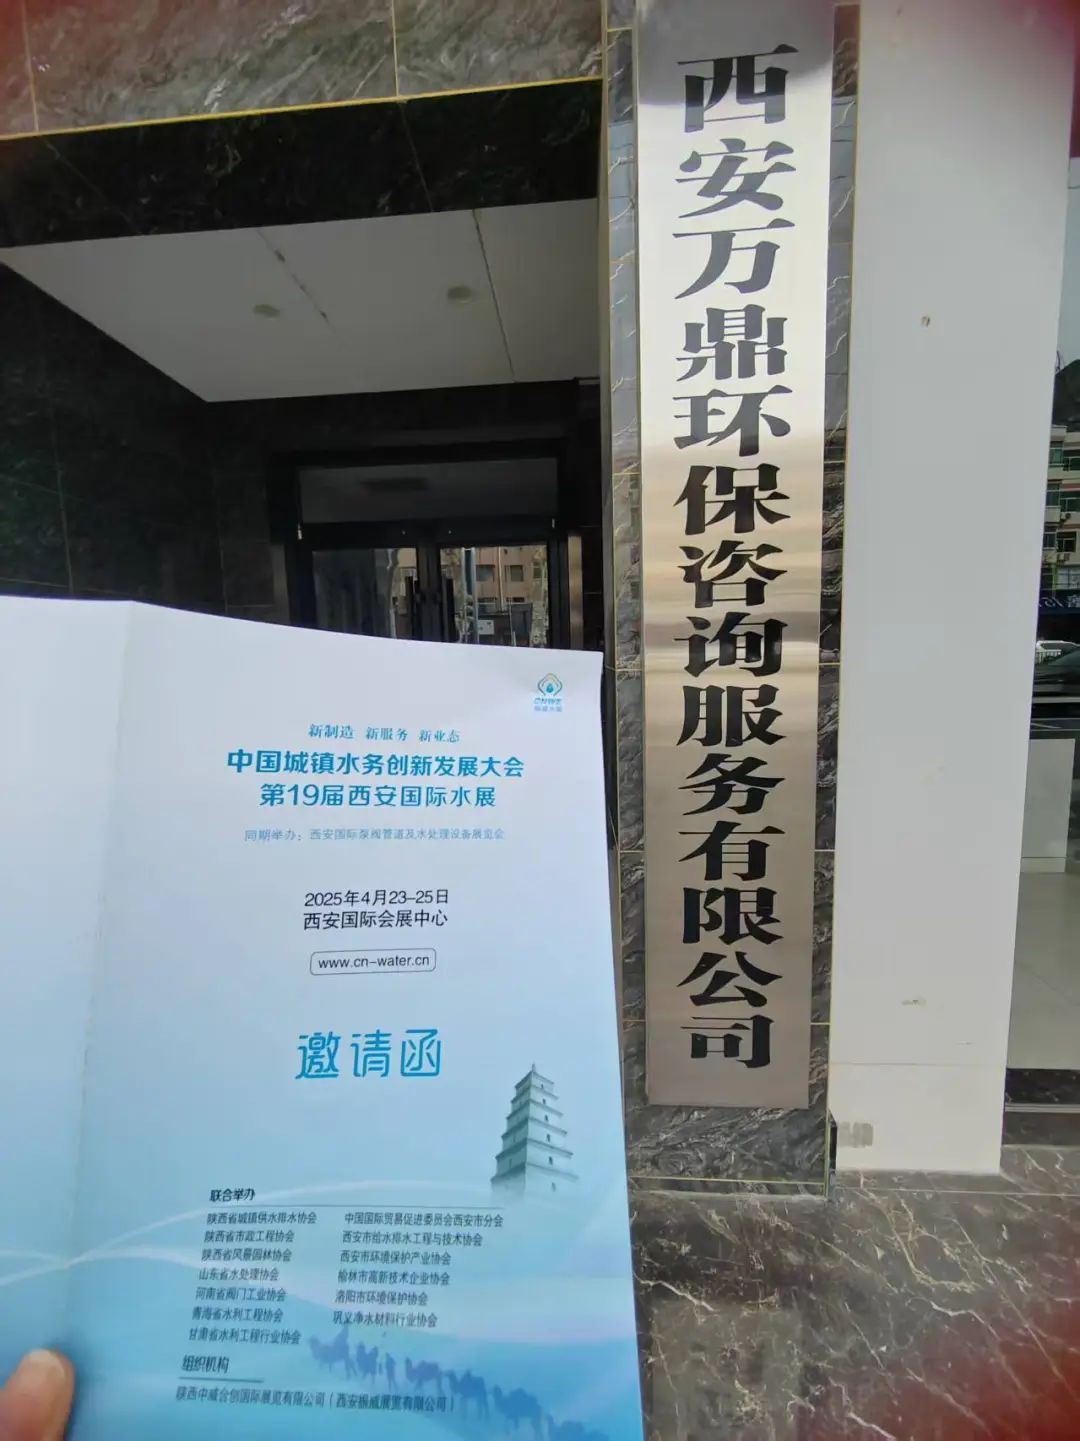 西安万鼎环保咨询服务有限公司
CNWE
新制造 新服务 新业态
中国城镇水务创新发展大会
第19届西安国际水展
同期举办：西安国际泵阀管道及水处理设备展览会
2025年4月23-25日
西安国际会展中心
www.cn-water.cn
邀请函
联合举办
陕西省城镇供水排水协会 中国国际贸易促进委员会西安市分会
陕西省市政工程协会 西安市给水排水工程与技术协会
陕西省风景园林协会 西安市环境保护产业协会
山东省水处理协会 榆林市高新技术企业协会
河南省阀门工业协会 洛阳市环境保护协会
青海省水利工程协会 巩义净水材料行业协会
甘肃省水利工程行业协会
组织机构
陕西中威合创国际展览有限公司（西安振威展览有限公司）